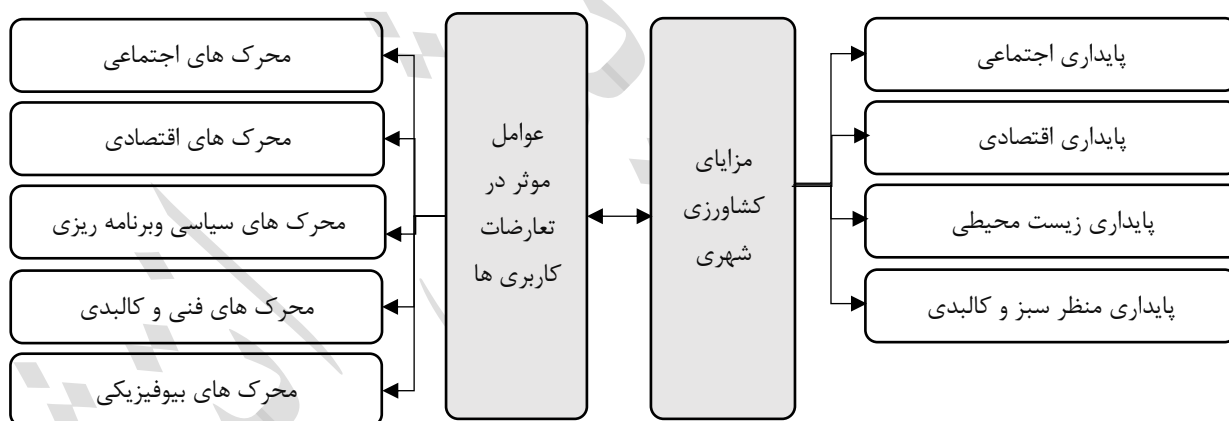 پایداری اجتماعی
پایداری اقتصادی
پایداری زیست محیطی
پایداری منظر سبز و کالبدی
مزایای
کشاورزی
شهری
عوامل
موثر در
تعارضات
کاربری ها
محرک های اجتماعی
محرک های اقتصادی
محرک های سیاسی وبرنامه ریزی
محرک های فنی و کالبدی
محرک های بیوفیزیکی